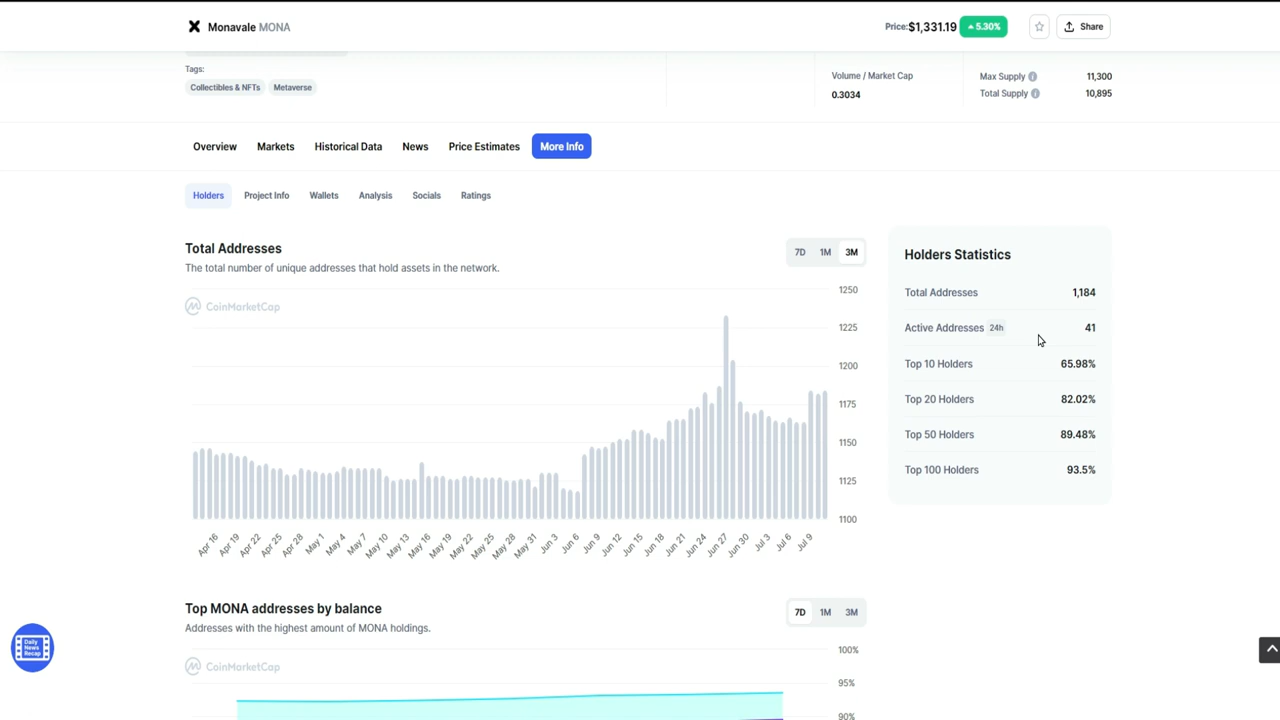 Monavale MONA
Price:$1,331.19 5.30%
Share
Tags:
Collectibles & NFTs Metaverse
Volume / Market Cap
0.3034
Max Supply 11,300
Total Supply 10,895
Overview Markets Historical Data News Price Estimates More Info
Holders Project Info Wallets Analysis Socials Ratings
Total Addresses
The total number of unique addresses that hold assets in the network.
7D 1M 3M
CoinMarketCap
1250
1225
1200
1175
1150
1125
1100
Apr 16 Apr 19 Apr 22 Apr 25 Apr 28 May 1 May 4 May 7 May 10 May 13 May 16 May 19 May 22 May 25 May 28 May 31 Jun 3 Jun 6 Jun 9 Jun 12 Jun 15 Jun 18 Jun 21 Jun 24 Jun 27 Jun 30 Jul 3 Jul 6 Jul 9
Holders Statistics
Total Addresses 1,184
Active Addresses 24h 41
Top 10 Holders 65.98%
Top 20 Holders 82.02%
Top 50 Holders 89.48%
Top 100 Holders 93.5%
Top MONA addresses by balance
Addresses with the highest amount of MONA holdings.
7D 1M 3M
CoinMarketCap
100%
95%
90%
Daily
News
Recap